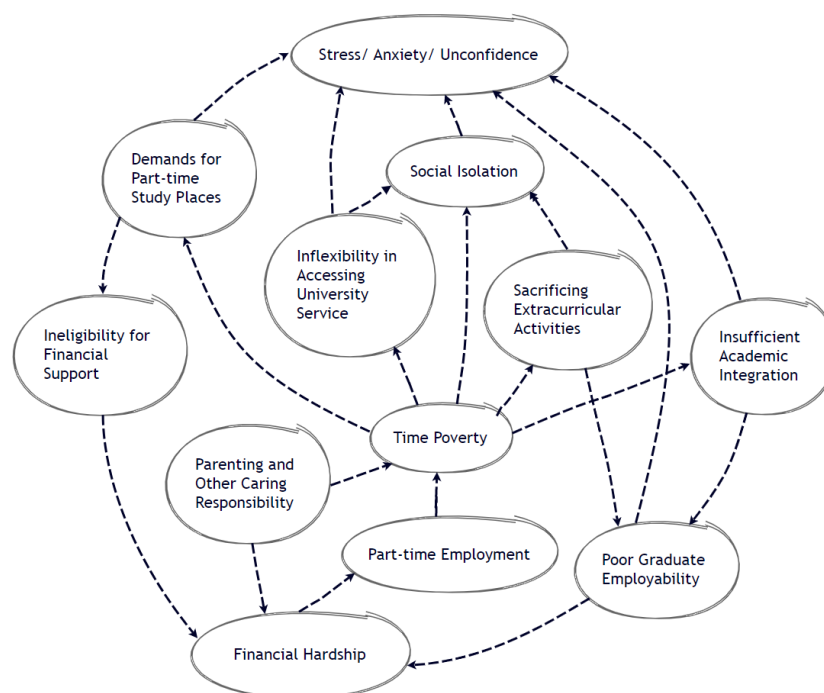 Stress/ Anxiety/ Unconfidence
Demands for
Part-time
Study Places
Social Isolation
Inflexibility in
Accessing
University
Service
Sacrificing
Extracurricular
Activities
Ineligibility for
Financial
Support
Insufficient
Academic
Integration
Time Poverty
Parenting and
Other Caring
Responsibility
Part-time Employment
Poor Graduate
Employability
Financial Hardship